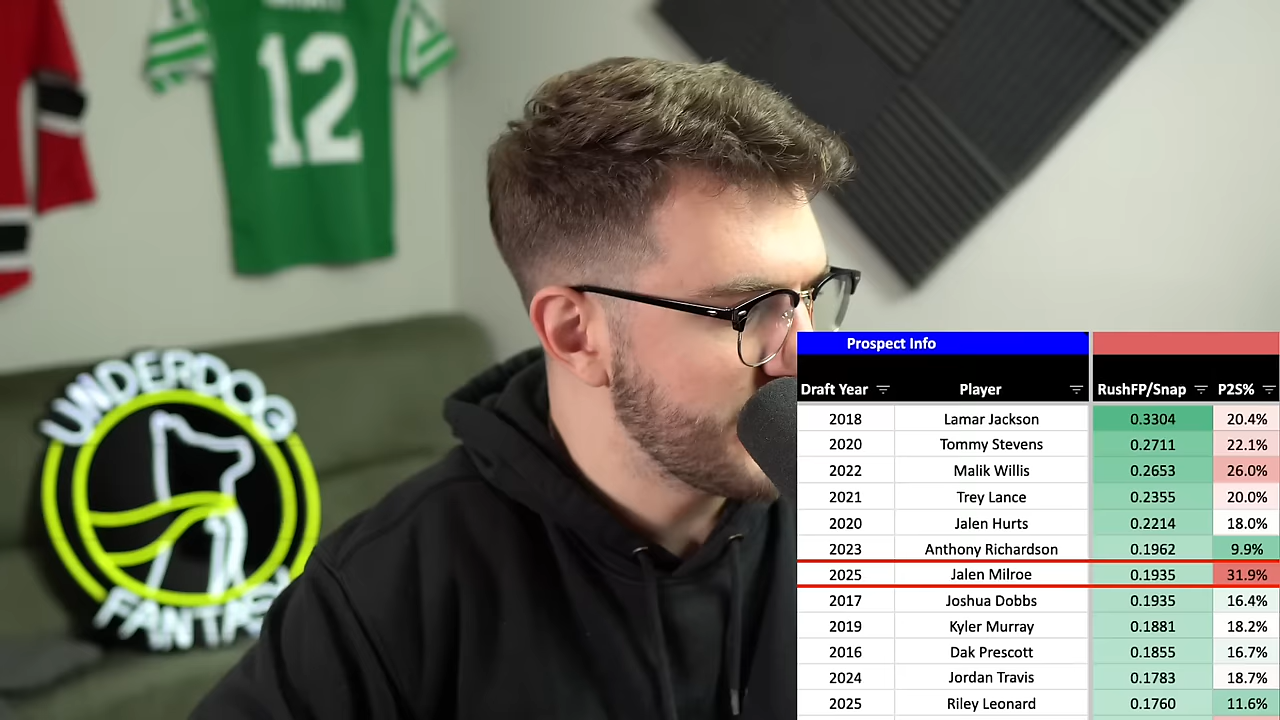 12
UNDERDOG
FANTASY
Prospect Info
Draft Year Player RushFP/Snap P2S%
2018 Lamar Jackson 0.3304 20.4%
2020 Tommy Stevens 0.2711 22.1%
2022 Malik Willis 0.2653 26.0%
2021 Trey Lance 0.2355 20.0%
2020 Jalen Hurts 0.2214 18.0%
2023 Anthony Richardson 0.1962 9.9%
2025 Jalen Milroe 0.1935 31.9%
2017 Joshua Dobbs 0.1935 16.4%
2019 Kyler Murray 0.1881 18.2%
2016 Dak Prescott 0.1855 16.7%
2024 Jordan Travis 0.1783 18.7%
2025 Riley Leonard 0.1760 11.6%